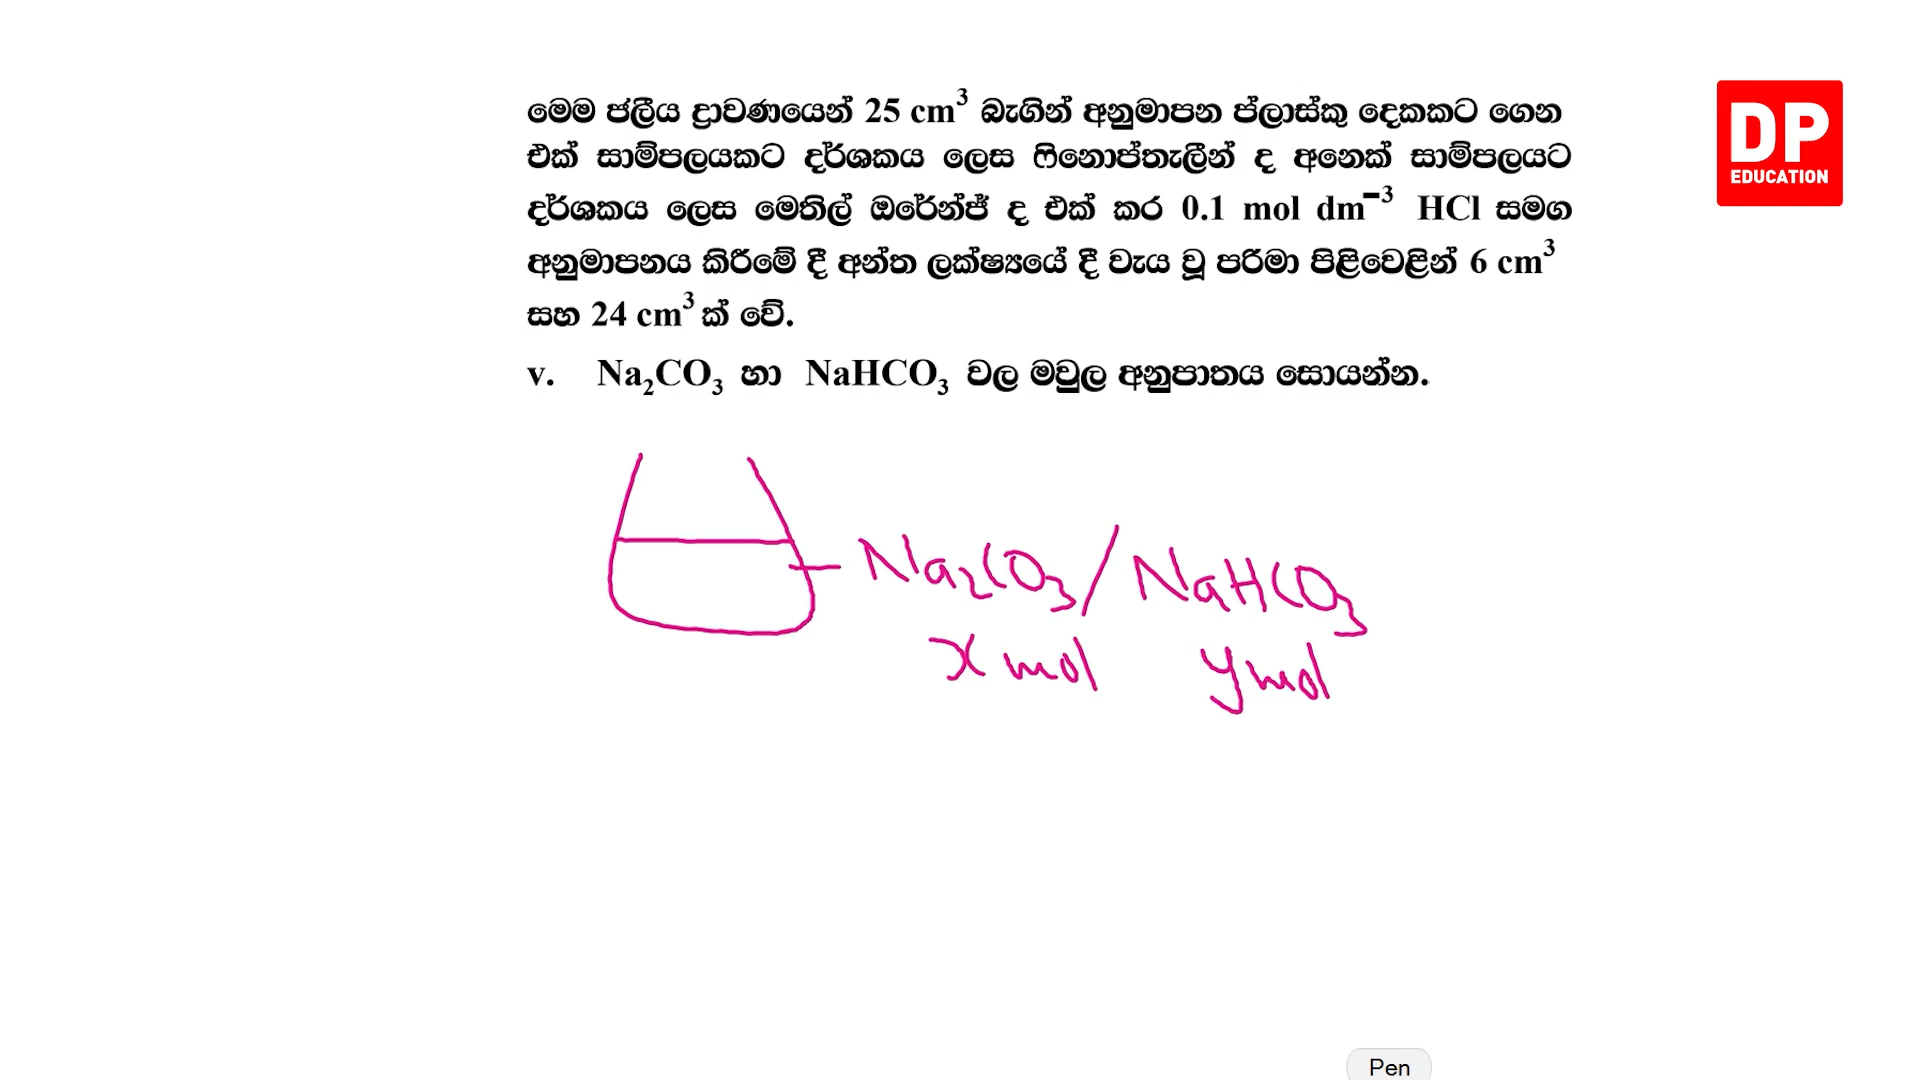 මෙම ජලීය ද්‍රාවණයෙන් 25 cm³ බැගින් අනුමාපන ප්ලාස්කු දෙකකට ගෙන
එක් සාම්පලයකට දර්ශකය ලෙස ෆිනොප්තැලීන් ද අනෙක් සාම්පලයට
දර්ශකය ලෙස මෙතිල් ඔරේන්ජ් ද එක් කර 0.1 mol dm⁻³ HCl සමග
අනුමාපනය කිරීමේ දී අන්ත ලක්ෂ්‍යයේ දී වැය වූ පරිමා පිළිවෙළින් 6 cm³
සහ 24 cm³ ක් වේ.
v. Na₂CO₃ හා NaHCO₃ වල මවුල අනුපාතය සොයන්න.
DP
EDUCATION
Na₂CO₃ / NaHCO₃
x mol y mol
Pen